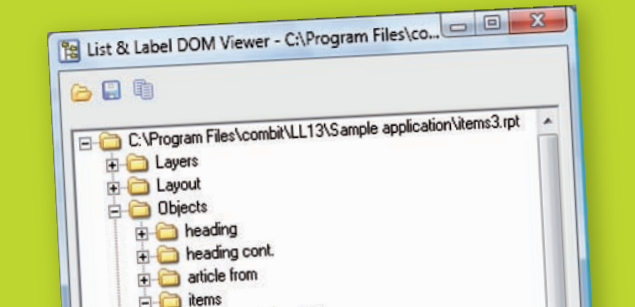 List & Label DOM Viewer - C:\Program Files\co...
C:\Program Files\combit\LL13\Sample application\items3.rpt
Layers
Layout
Objects
heading
heading cont.
article from
items